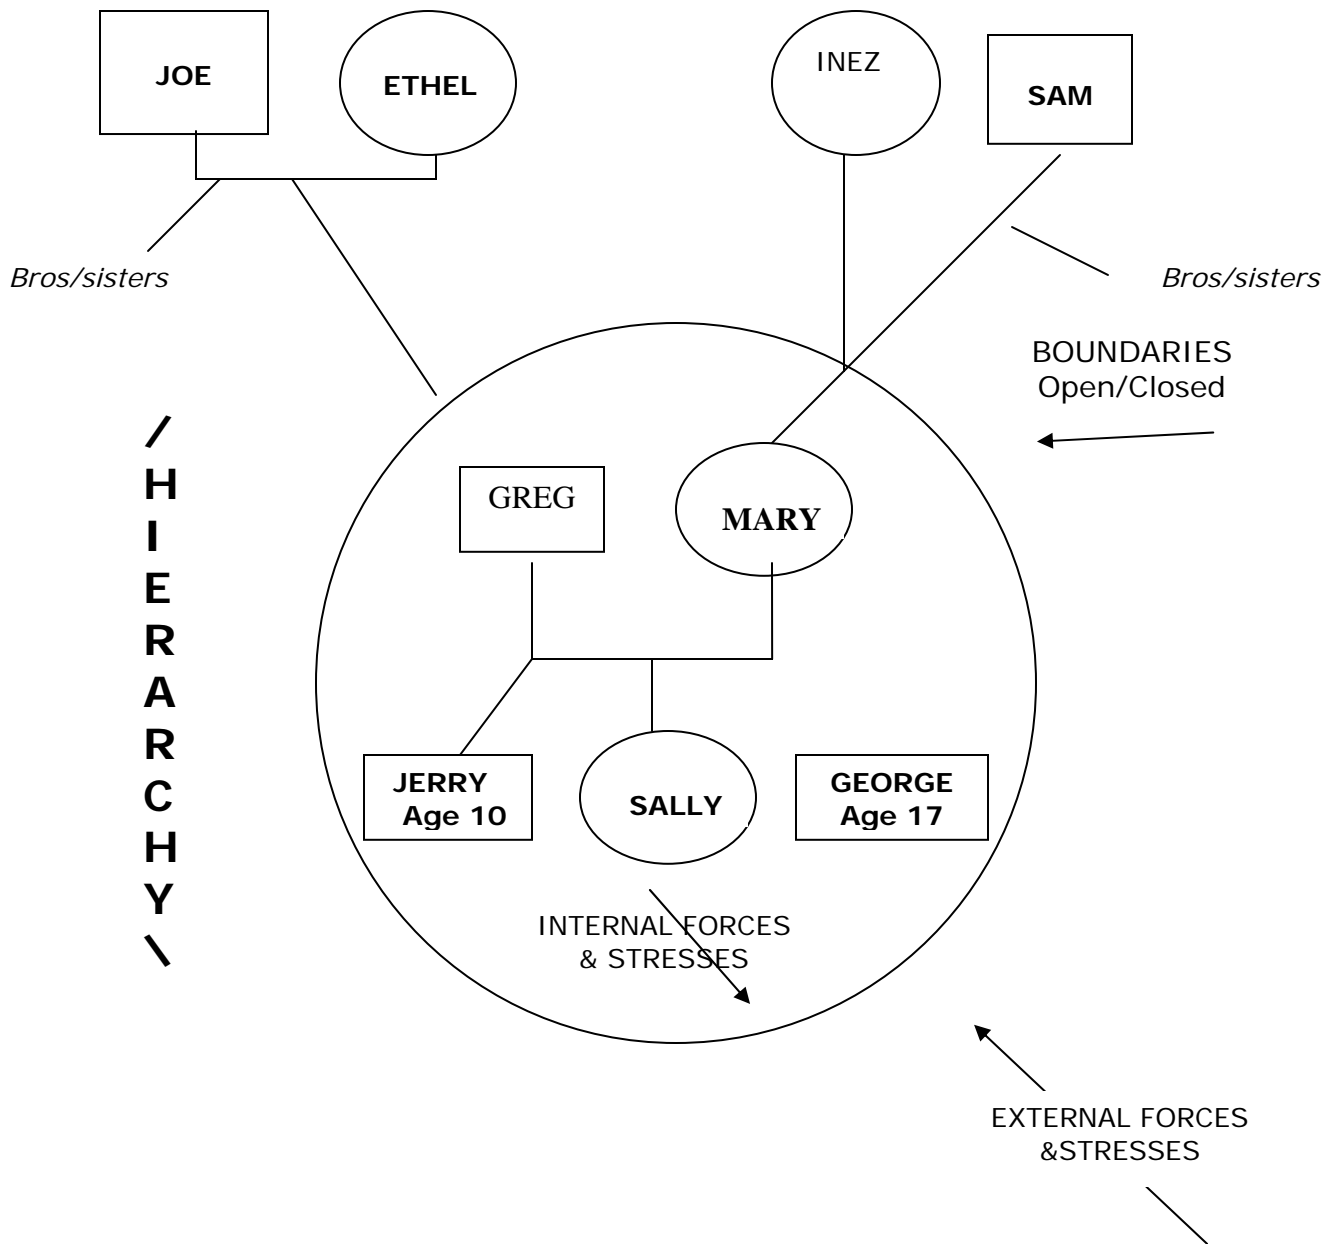 JOE
ETHEL
INEZ
SAM
Bros/sisters
Bros/sisters
BOUNDARIES
Open/Closed
/
H
I
E
R
A
R
C
H
Y
\
GREG
MARY
JERRY
Age 10
SALLY
GEORGE
Age 17
INTERNAL FORCES
& STRESSES
EXTERNAL FORCES
&STRESSES